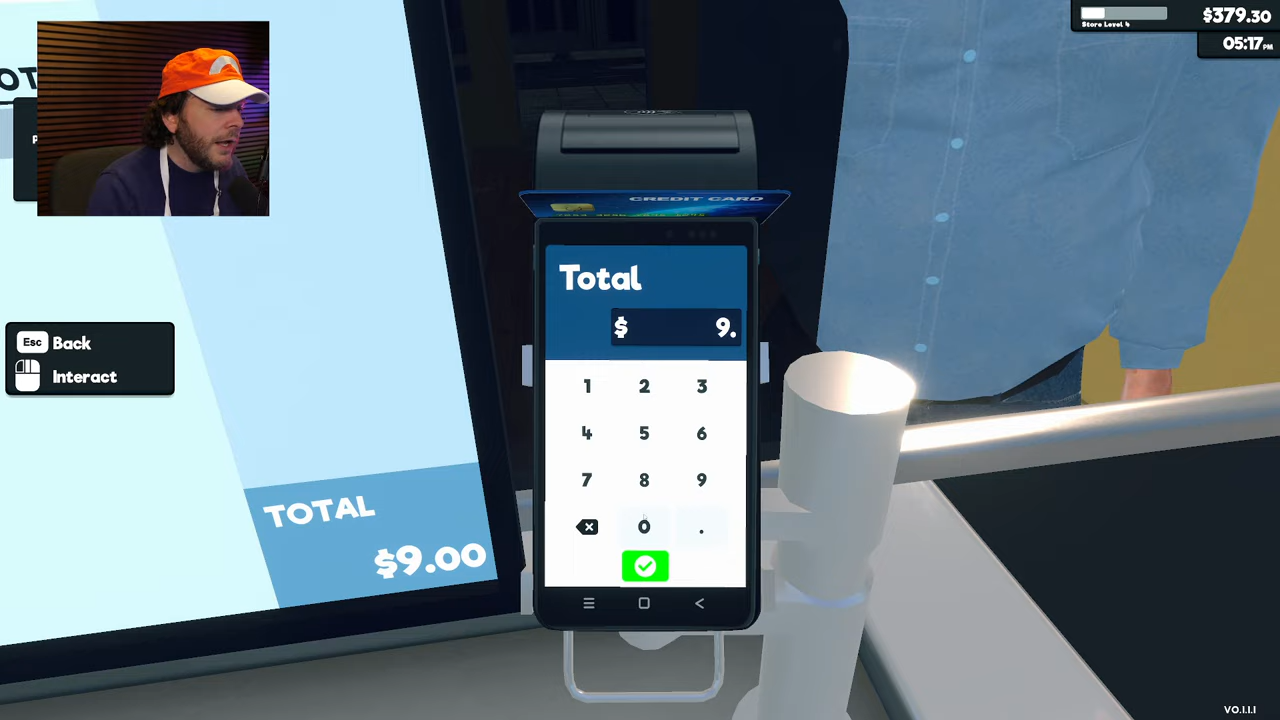 $379.30
Store Level 4
05:17PM
CREDIT CARD
Total
$ 9.
1 2 3
4 5 6
7 8 9
0 .
Esc Back
Interact
TOTAL
$9.00
V0.1.1.1